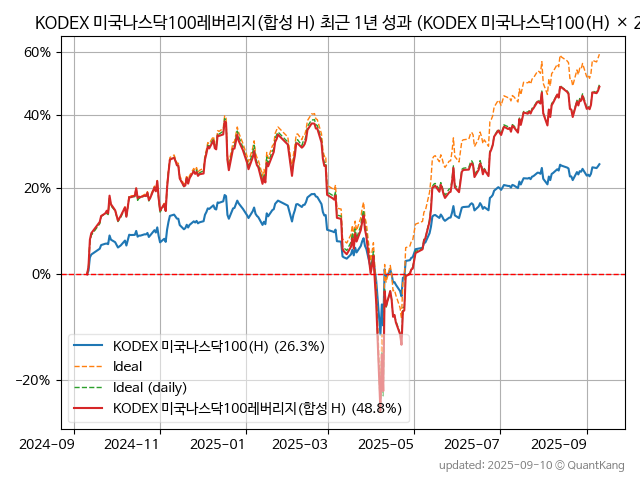 KODEX 미국나스닥100레버리지(합성 H) 최근 1년 성과 (KODEX 미국나스닥100(H) × 2
60%
40%
20%
0%
−20%
KODEX 미국나스닥100(H) (26.3%)
Ideal
Ideal (daily)
KODEX 미국나스닥100레버리지(합성 H) (48.8%)
2024-09 2024-11 2025-01 2025-03 2025-05 2025-07 2025-09
updated: 2025-09-10 © QuantKang